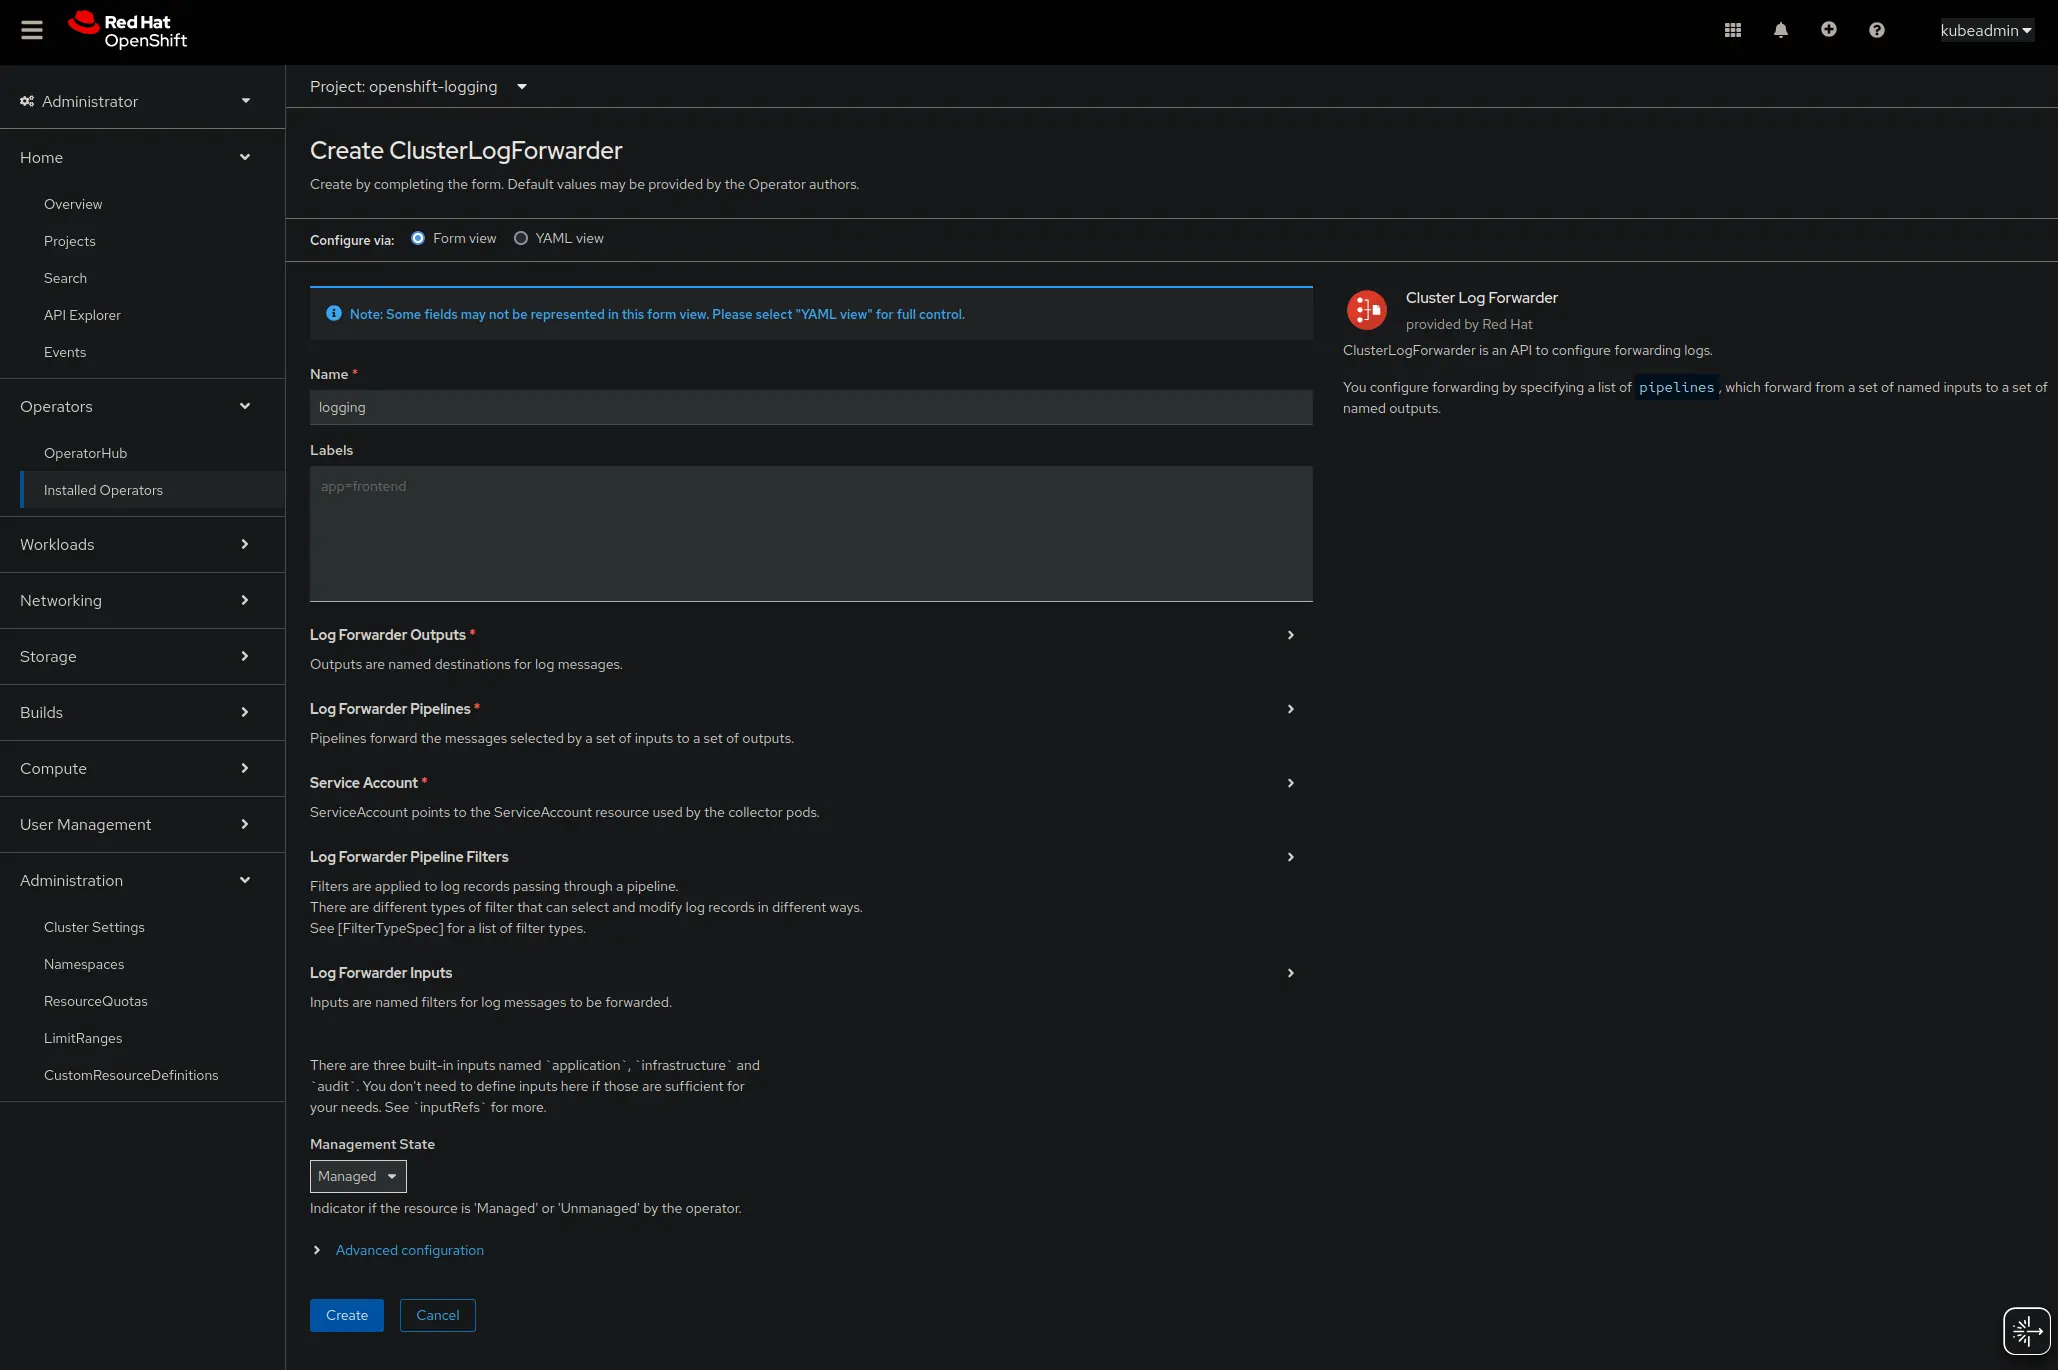 Red Hat
OpenShift
kubeadmin
Administrator
Home
Overview
Projects
Search
API Explorer
Events
Operators
OperatorHub
Installed Operators
Workloads
Networking
Storage
Builds
Compute
User Management
Administration
Cluster Settings
Namespaces
ResourceQuotas
LimitRanges
CustomResourceDefinitions
Project: openshift-logging
Create ClusterLogForwarder
Create by completing the form. Default values may be provided by the Operator authors.
Configure via: Form view YAML view
Note: Some fields may not be represented in this form view. Please select "YAML view" for full control.
Name *
logging
Labels
app=frontend
Log Forwarder Outputs *
Outputs are named destinations for log messages.
Log Forwarder Pipelines *
Pipelines forward the messages selected by a set of inputs to a set of outputs.
Service Account *
ServiceAccount points to the ServiceAccount resource used by the collector pods.
Log Forwarder Pipeline Filters
Filters are applied to log records passing through a pipeline.
There are different types of filter that can select and modify log records in different ways.
See [FilterTypeSpec] for a list of filter types.
Log Forwarder Inputs
Inputs are named filters for log messages to be forwarded.
There are three built-in inputs named `application`, `infrastructure` and
`audit`. You don't need to define inputs here if those are sufficient for
your needs. See `inputRefs` for more.
Management State
Managed
Indicator if the resource is 'Managed' or 'Unmanaged' by the operator.
Advanced configuration
Create Cancel
Cluster Log Forwarder
provided by Red Hat
ClusterLogForwarder is an API to configure forwarding logs.
You configure forwarding by specifying a list of pipelines, which forward from a set of named inputs to a set of
named outputs.